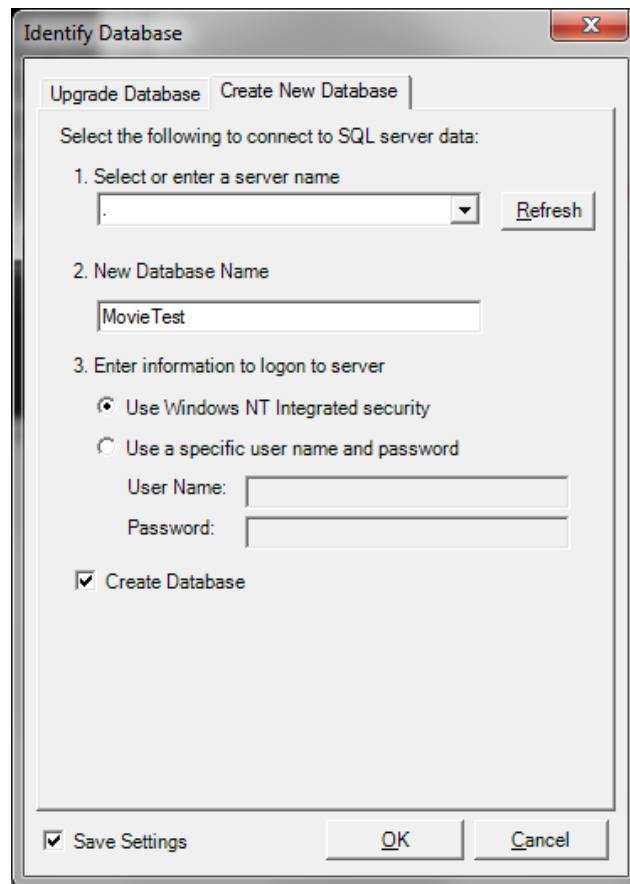 Identify Database
Upgrade Database Create New Database
Select the following to connect to SQL server data:
1. Select or enter a server name
.
Refresh
2. New Database Name
MovieTest
3. Enter information to logon to server
Use Windows NT Integrated security
Use a specific user name and password
User Name:
Password:
Create Database
Save Settings OK Cancel